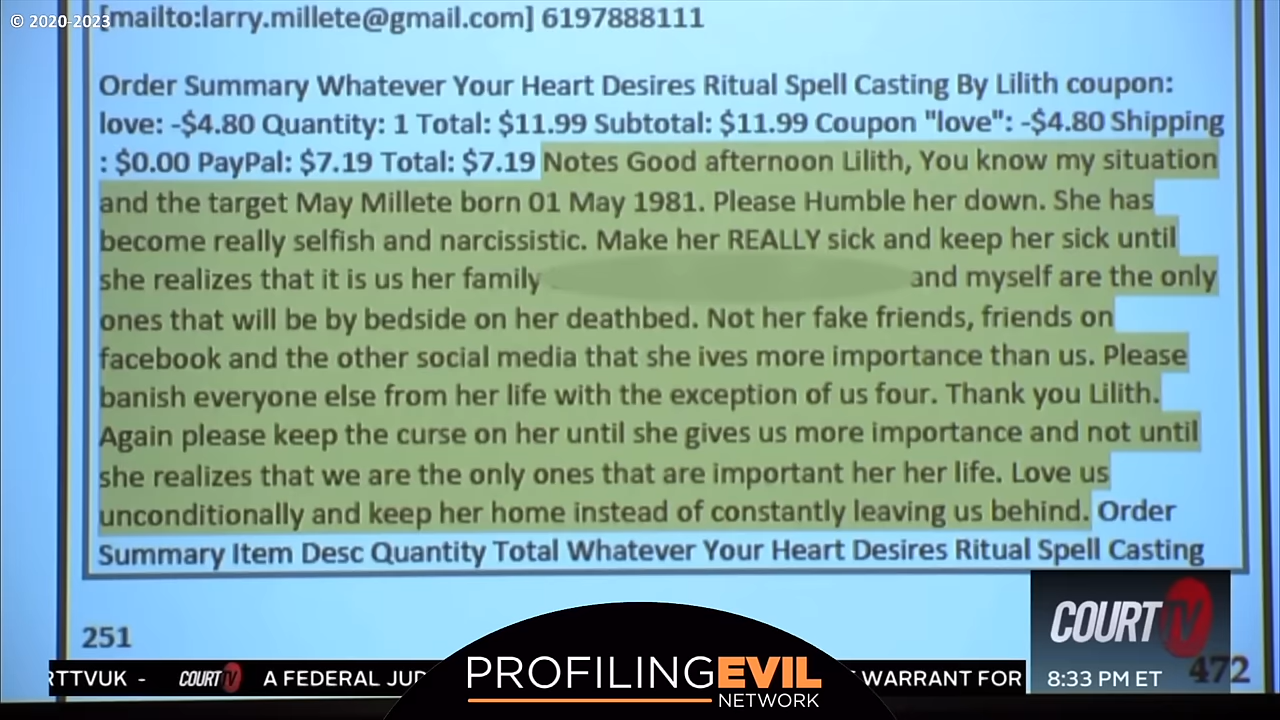 © 2020-2023
[mailto:larry.millete@gmail.com] 6197888111
Order Summary Whatever Your Heart Desires Ritual Spell Casting By Lilith coupon:
love: -$4.80 Quantity: 1 Total: $11.99 Subtotal: $11.99 Coupon "love": -$4.80 Shipping
: $0.00 PayPal: $7.19 Total: $7.19 Notes Good afternoon Lilith, You know my situation
and the target May Millete born 01 May 1981. Please Humble her down. She has
become really selfish and narcissistic. Make her REALLY sick and keep her sick until
she realizes that it is us her family and myself are the only
ones that will be by bedside on her deathbed. Not her fake friends, friends on
facebook and the other social media that she ives more importance than us. Please
banish everyone else from her life with the exception of us four. Thank you Lilith.
Again please keep the curse on her until she gives us more importance and not until
she realizes that we are the only ones that are important her her life. Love us
unconditionally and keep her home instead of constantly leaving us behind. Order
Summary Item Desc Quantity Total Whatever Your Heart Desires Ritual Spell Casting
251
472
COURT TV
RTTVUK - COURT TV A FEDERAL JUD WARRANT FOR
8:33 PM ET
PROFILINGEVIL
NETWORK